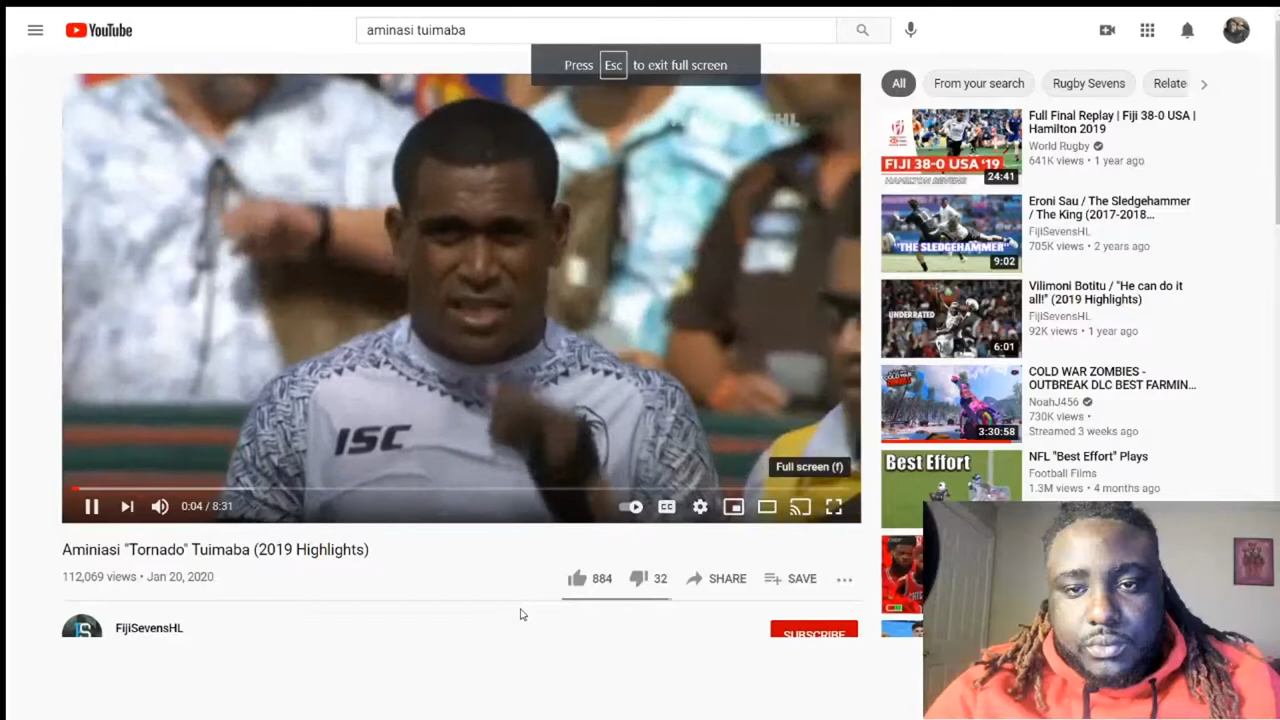 YouTube
aminasi tuimaba
Press Esc to exit full screen
ISC
Full screen (f)
0:04 / 8:31
CC
Aminiasi "Tornado" Tuimaba (2019 Highlights)
112,069 views • Jan 20, 2020
884
32
SHARE
SAVE
FijiSevensHL
SUBSCRIBE
All
From your search
Rugby Sevens
Relate
FIJI 38-0 USA '19
HAMILTON SEVENS
24:41
Full Final Replay | Fiji 38-0 USA |
Hamilton 2019
World Rugby
641K views • 1 year ago
"THE SLEDGEHAMMER"
9:02
Eroni Sau / The Sledgehammer
/ The King (2017-2018...
FijiSevensHL
705K views • 2 years ago
UNDERRATED
6:01
Vilimoni Botitu / "He can do it
all!" (2019 Highlights)
FijiSevensHL
92K views • 1 year ago
3:30:58
COLD WAR ZOMBIES -
OUTBREAK DLC BEST FARMIN...
NoahJ456
730K views •
Streamed 3 weeks ago
Best Effort
NFL "Best Effort" Plays
Football Films
1.3M views • 4 months ago